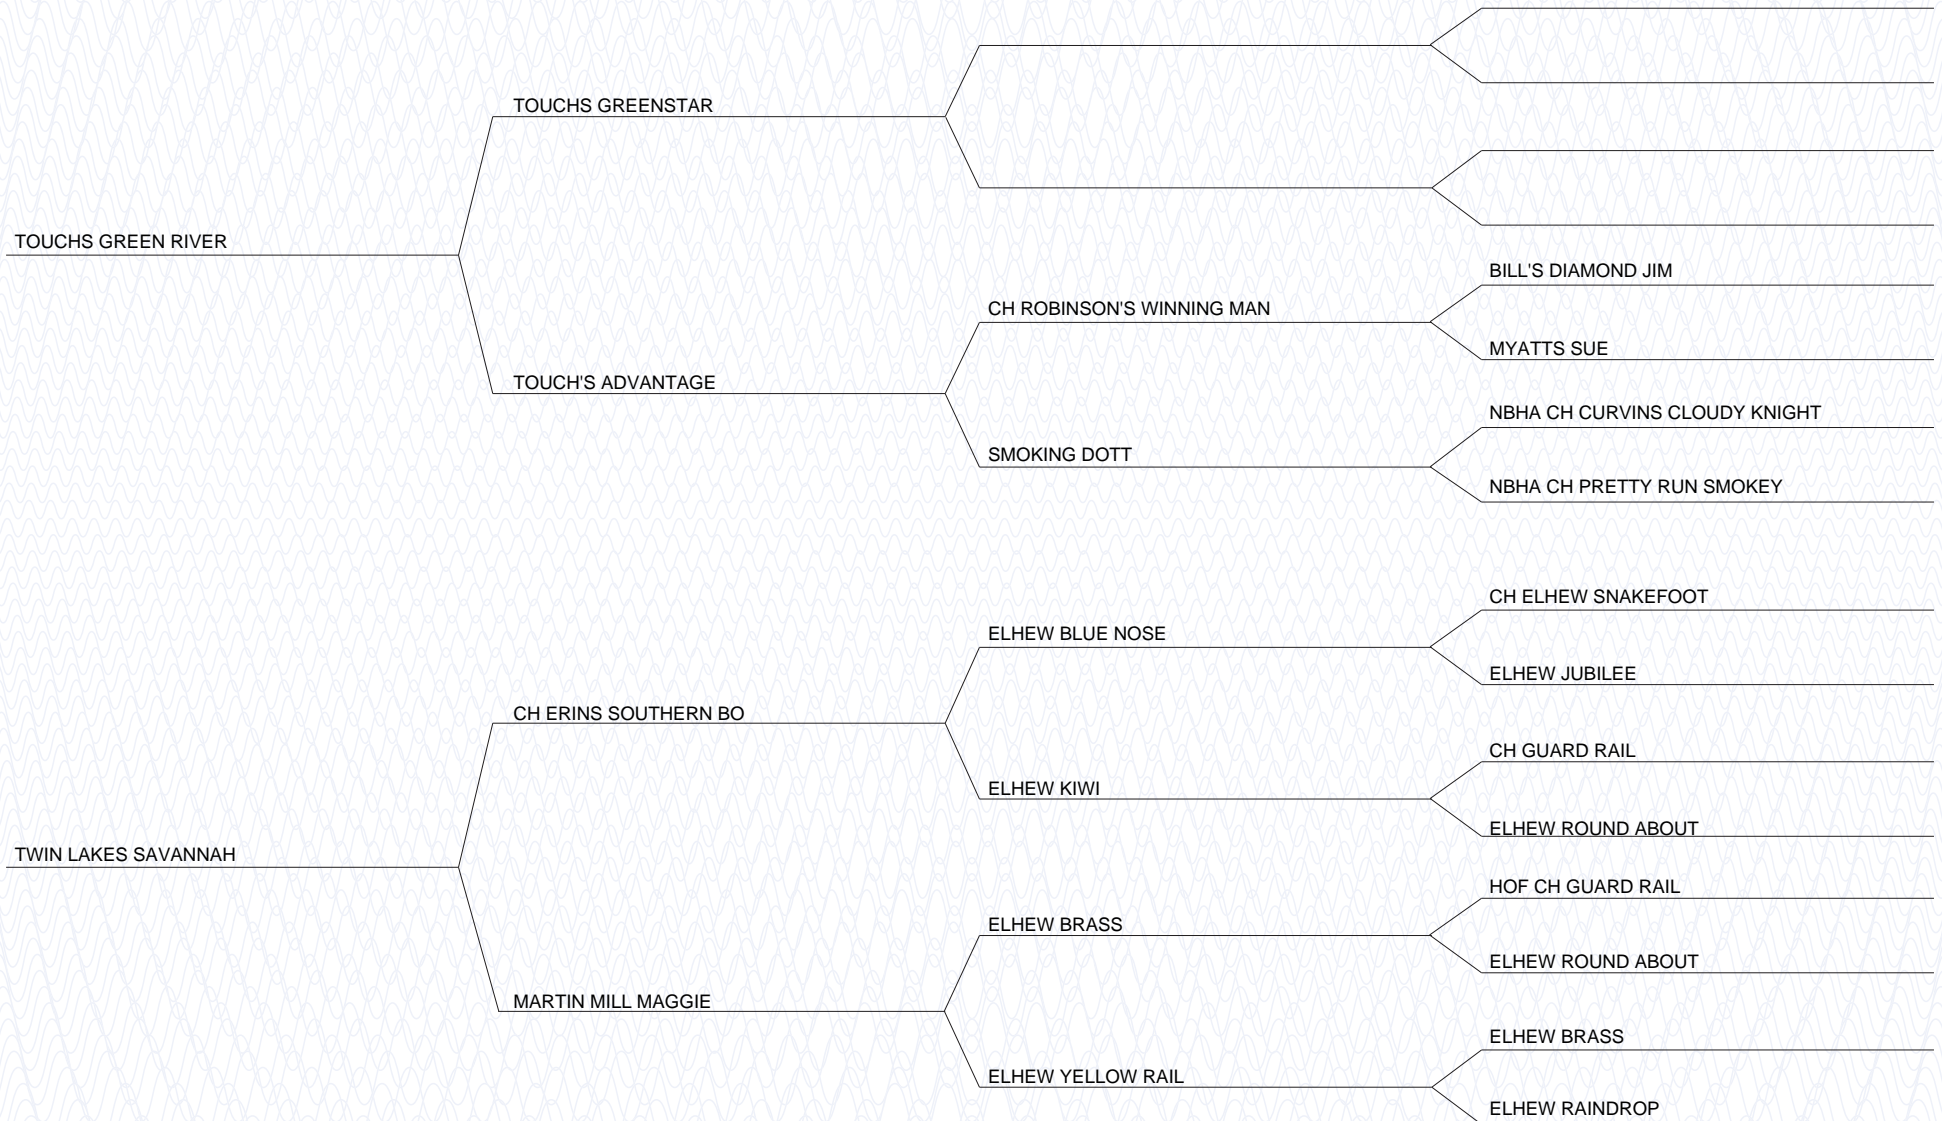 TOUCHS GREENSTAR
TOUCHS GREEN RIVER
BILL'S DIAMOND JIM
CH ROBINSON'S WINNING MAN
MYATTS SUE
TOUCH'S ADVANTAGE
NBHA CH CURVINS CLOUDY KNIGHT
SMOKING DOTT
NBHA CH PRETTY RUN SMOKEY
CH ELHEW SNAKEFOOT
ELHEW BLUE NOSE
ELHEW JUBILEE
CH ERINS SOUTHERN BO
CH GUARD RAIL
ELHEW KIWI
ELHEW ROUND ABOUT
TWIN LAKES SAVANNAH
HOF CH GUARD RAIL
ELHEW BRASS
ELHEW ROUND ABOUT
MARTIN MILL MAGGIE
ELHEW BRASS
ELHEW YELLOW RAIL
ELHEW RAINDROP